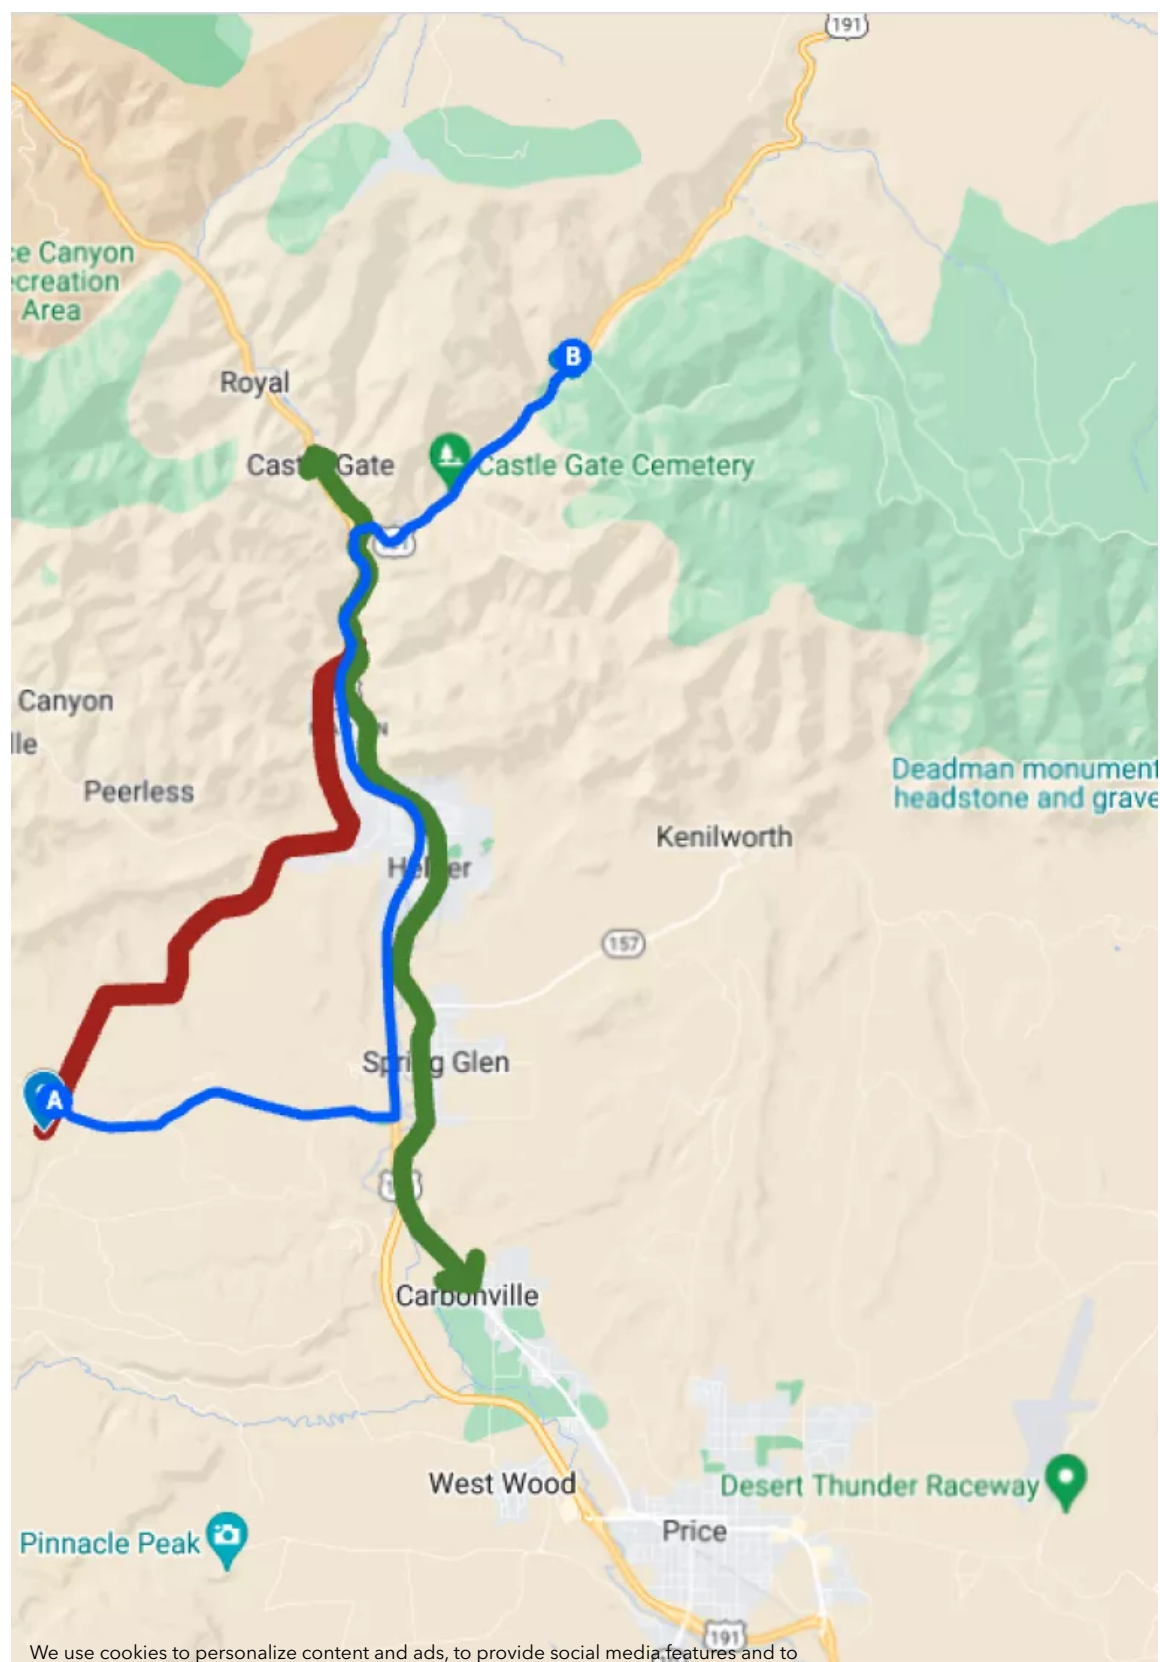 191
ce Canyon
ecreation
Area
Royal
B
Castle Gate
Castle Gate Cemetery
Canyon
lle
Peerless
Deadman monument
headstone and grave
Kenilworth
Helper
157
Spring Glen
A
Carbonville
West Wood
Desert Thunder Raceway
Price
Pinnacle Peak
191
We use cookies to personalize content and ads, to provide social media features and to